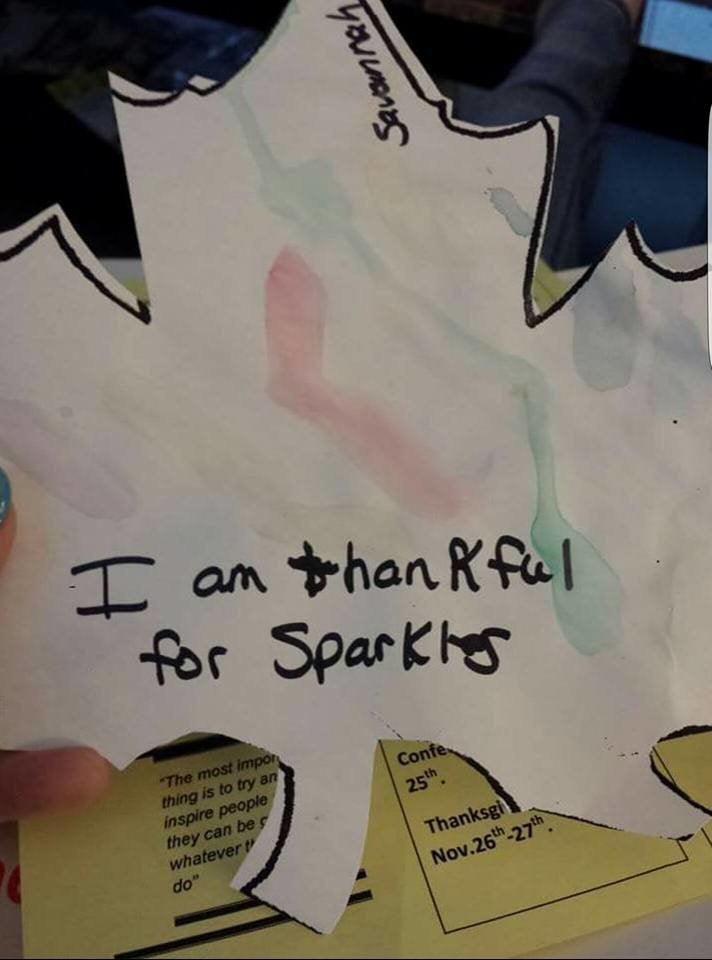 Savannah
I am thankful
for Sparkles
"The most impor
thing is to try an
inspire people
they can be g
whatever t
do"
Confe
25th.
Thanksgi
Nov.26th-27th.